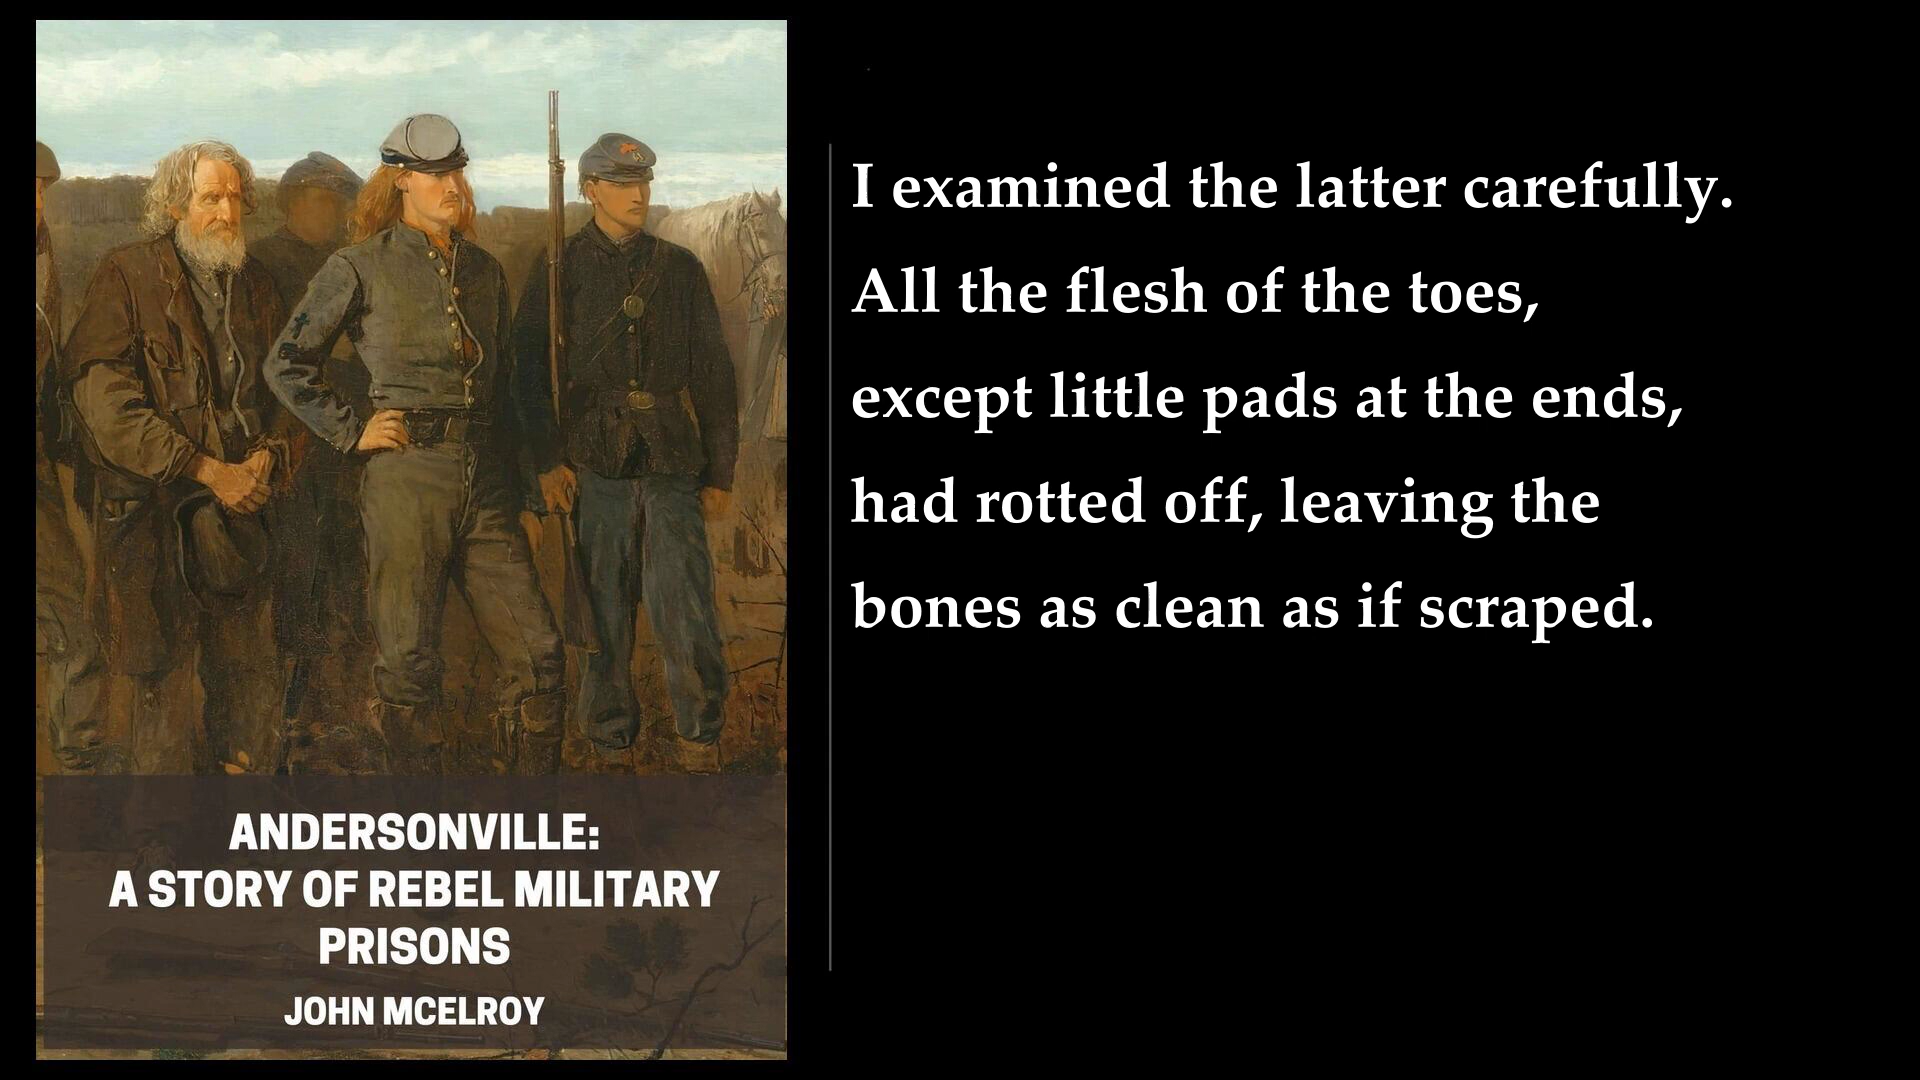 ANDERSONVILLE:
A STORY OF REBEL MILITARY
PRISONS
JOHN MCELROY
I examined the latter carefully.
All the flesh of the toes,
except little pads at the ends,
had rotted off, leaving the
bones as clean as if scraped.